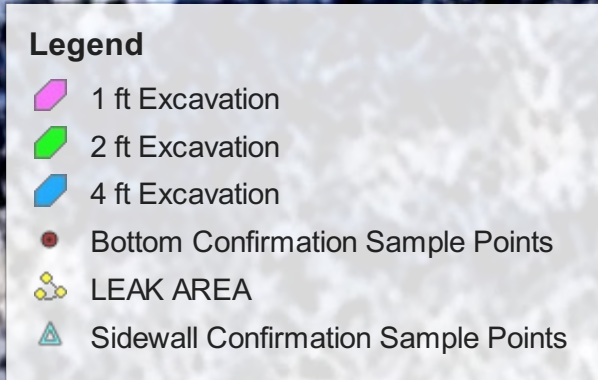 Legend
1 ft Excavation
2 ft Excavation
4 ft Excavation
Bottom Confirmation Sample Points
LEAK AREA
Sidewall Confirmation Sample Points